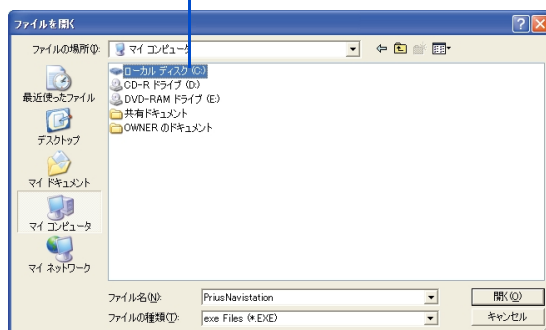 ファイルを開く
ファイルの場所(I):
マイ コンピュータ
ローカル ディスク (C:)
CD-R ドライブ (D:)
DVD-RAM ドライブ (E:)
共有ドキュメント
OWNER のドキュメント
最近使ったファイル
デスクトップ
マイ ドキュメント
マイ コンピュータ
マイ ネットワーク
ファイル名(N):
PriusNavistation
開く(O)
ファイルの種類(T):
exe Files (*.EXE)
キャンセル